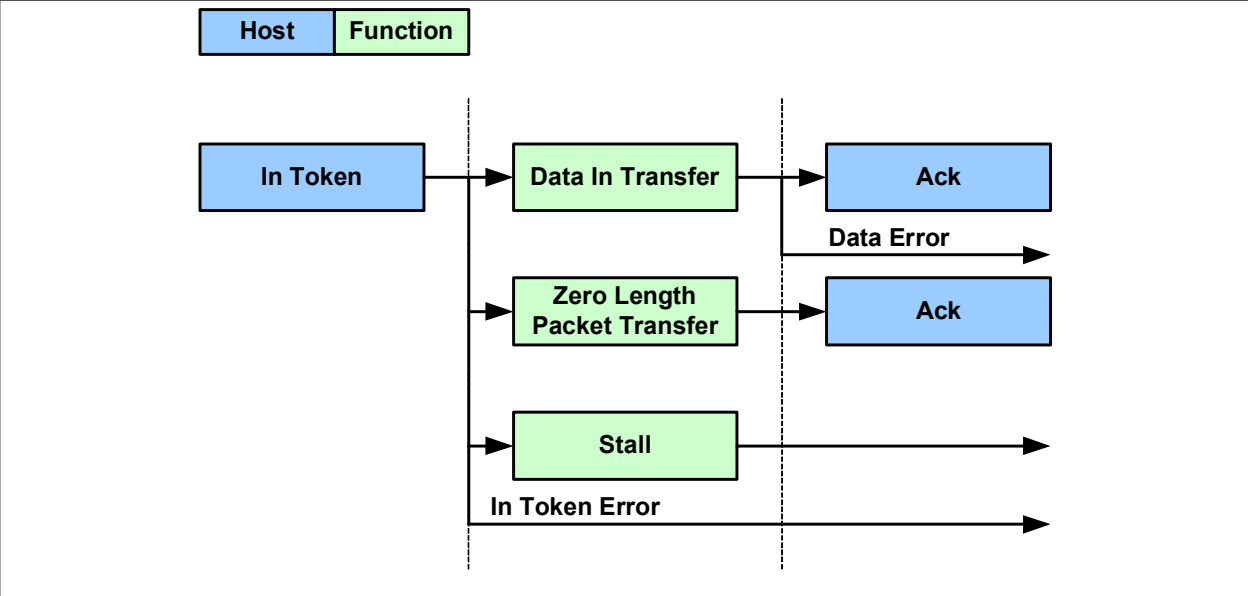 Host
Function
In Token
Data In Transfer
Ack
Data Error
Zero Length
Packet Transfer
Ack
Stall
In Token Error